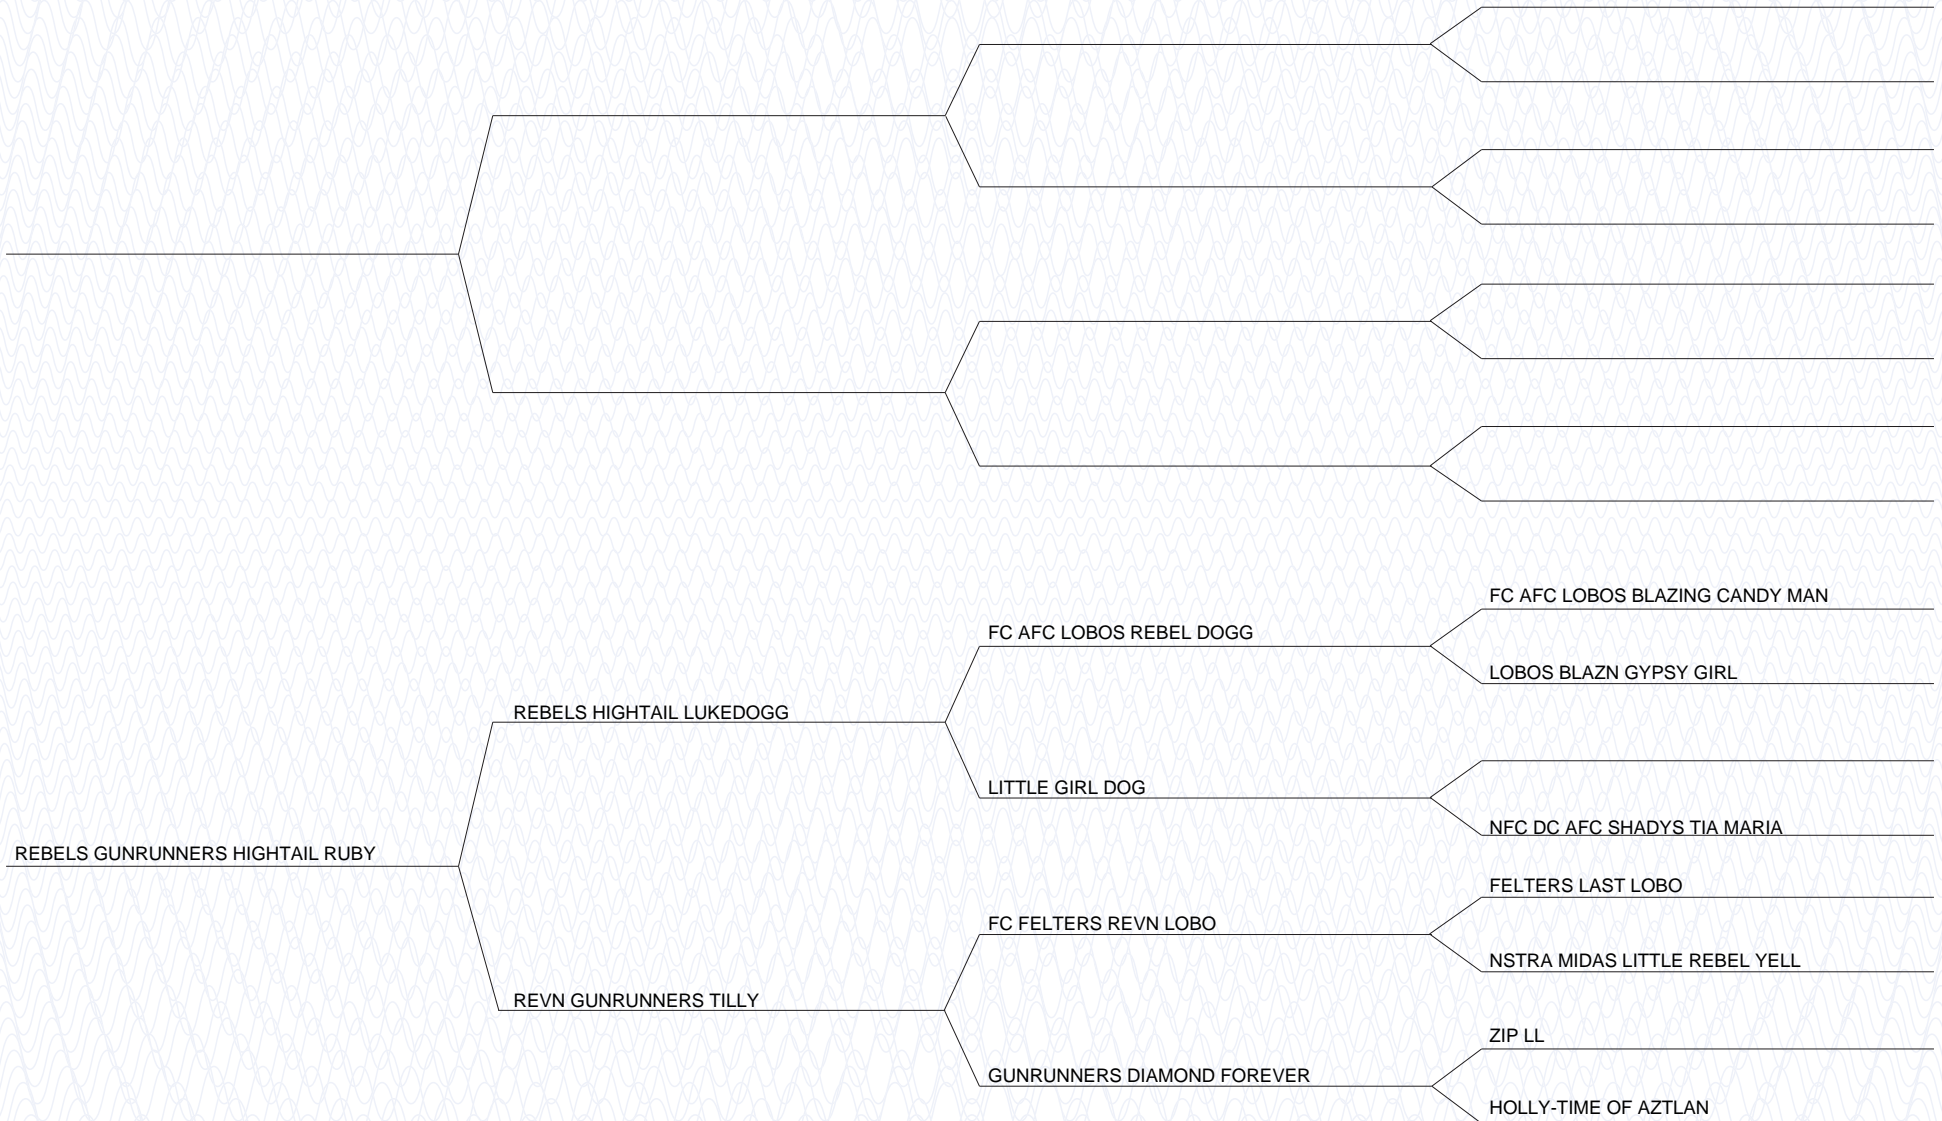 FC AFC LOBOS BLAZING CANDY MAN
FC AFC LOBOS REBEL DOGG
LOBOS BLAZN GYPSY GIRL
REBELS HIGHTAIL LUKEDOGG
LITTLE GIRL DOG
NFC DC AFC SHADYS TIA MARIA
REBELS GUNRUNNERS HIGHTAIL RUBY
FELTERS LAST LOBO
FC FELTERS REVN LOBO
NSTRA MIDAS LITTLE REBEL YELL
REVN GUNRUNNERS TILLY
ZIP LL
GUNRUNNERS DIAMOND FOREVER
HOLLY-TIME OF AZTLAN